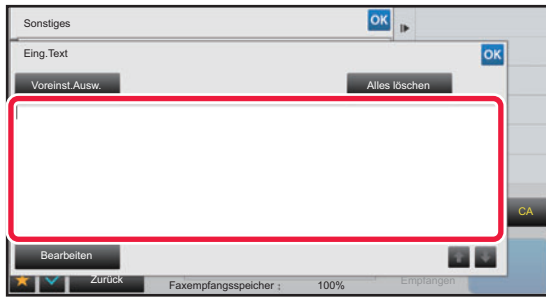 Sonstiges OK
Eing.Text OK
Voreinst.Ausw. Alles löschen
CA
Bearbeiten
Zurück
Faxempfangsspeicher : 100% Empfangen